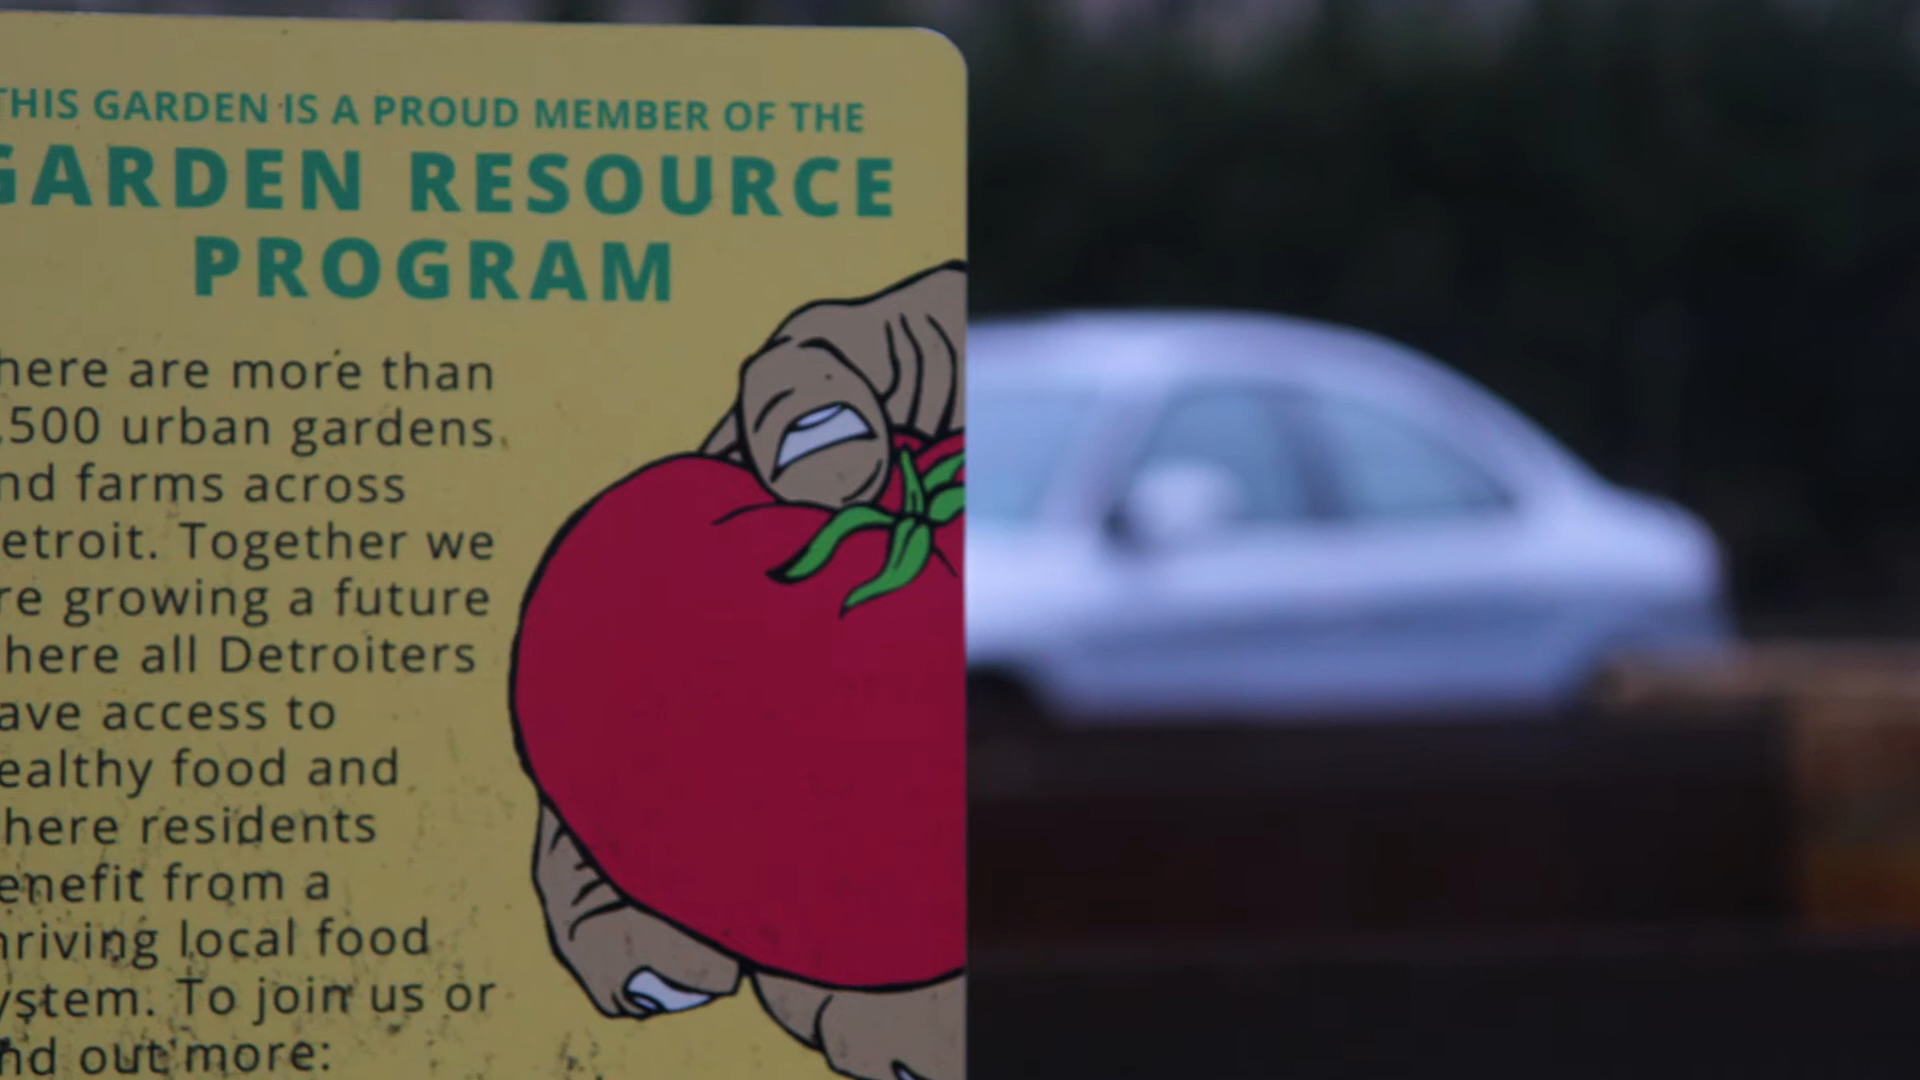 THIS GARDEN IS A PROUD MEMBER OF THE
GARDEN RESOURCE
PROGRAM
here are more than
,500 urban gardens
nd farms across
etroit. Together we
re growing a future
here all Detroiters
ave access to
ealthy food and
here residents
enefit from a
hriving local food
ystem. To join us or
nd out more: